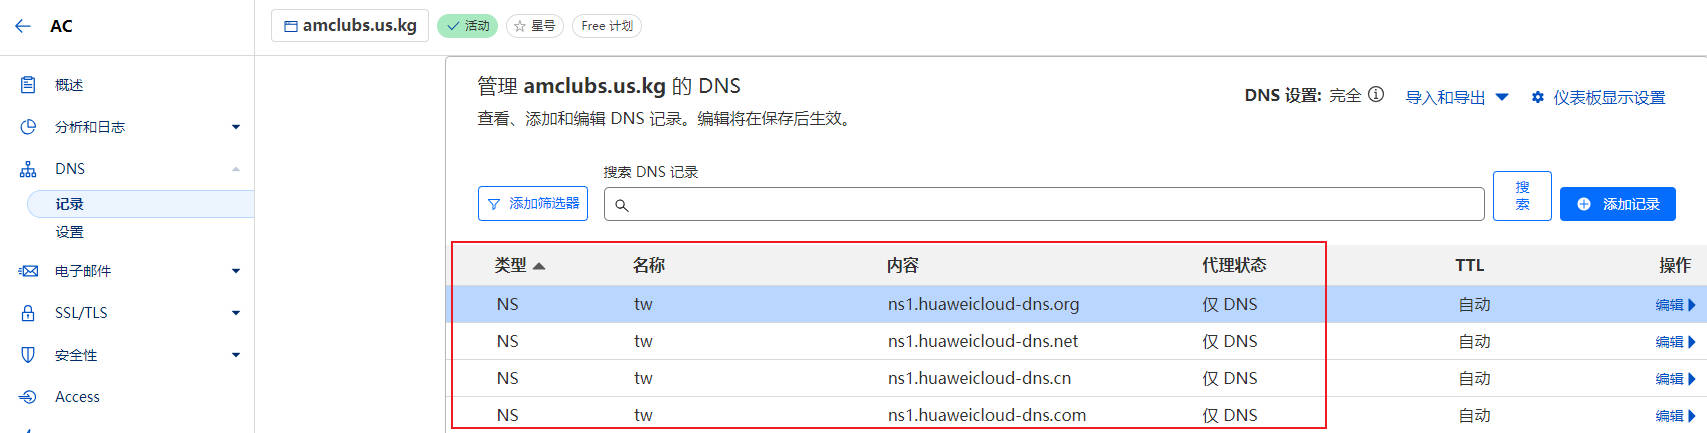 AC
amclubs.us.kg 活动 星号 Free 计划
概述
分析和日志
DNS
记录
设置
电子邮件
SSL/TLS
安全性
Access
管理 amclubs.us.kg 的 DNS
查看、添加和编辑 DNS 记录。编辑将在保存后生效。
DNS 设置: 完全 导入和导出 仪表板显示设置
搜索 DNS 记录
添加筛选器
搜
索
添加记录
类型 名称 内容 代理状态 TTL 操作
NS tw ns1.huaweicloud-dns.org 仅 DNS 自动 编辑
NS tw ns1.huaweicloud-dns.net 仅 DNS 自动 编辑
NS tw ns1.huaweicloud-dns.cn 仅 DNS 自动 编辑
NS tw ns1.huaweicloud-dns.com 仅 DNS 自动 编辑